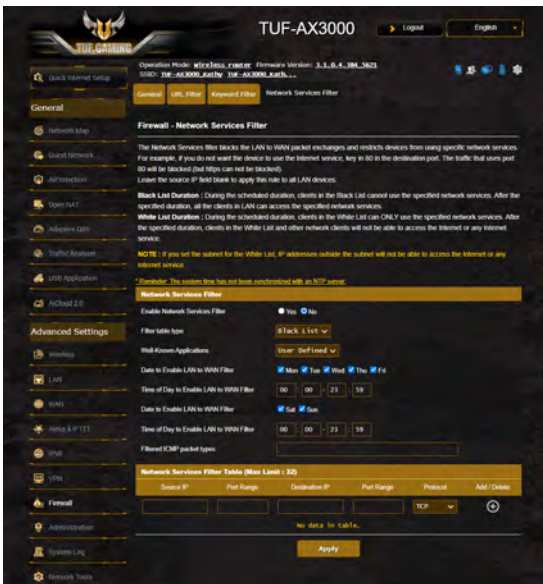 TUF GAMING
TUF-AX3000
Logout
English
Operation Mode: Wireless router Firmware Version: 3.0.0.4.384_5621
SSID: TUF-AX3000_Kathy TUF-AX3000_Kath...
Quick Internet Setup
General
URL Filter
Keyword Filter
Network Services Filter
General
Network Map
Guest Network
AiProtection
Open NAT
Adaptive QoS
Traffic Analyzer
USB Application
AiCloud 2.0
Advanced Settings
Wireless
LAN
WAN
Alexa & IFTTT
IPv6
VPN
Firewall
Administration
System Log
Network Tools
Firewall - Network Services Filter
The Network Services filter blocks the LAN to WAN packet exchanges and restricts devices from using specific network services.
For example, if you do not want the device to use the Internet service, key in 80 in the destination port. The traffic that uses port
80 will be blocked (but https can not be blocked).
Leave the source IP field blank to apply this rule to all LAN devices.
Black List Duration : During the scheduled duration, clients in the Black List cannot use the specified network services. After the
specified duration, all the clients in LAN can access the specified network services.
White List Duration : During the scheduled duration, clients in the White List can ONLY use the specified network services. After
the specified duration, clients in the White List and other network clients will not be able to access the Internet or any Internet
service.
NOTE : If you set the subnet for the White List, IP addresses outside the subnet will not be able to access the Internet or any
Internet service.
* Reminder: The system time has not been synchronized with an NTP server.
Network Services Filter
Enable Network Services Filter
Yes No
Filter table type
Black List
Well-Known Applications
User Defined
Date to Enable LAN to WAN Filter
Mon Tue Wed Thu Fri
Time of Day to Enable LAN to WAN Filter
00 : 00 - 23 : 59
Date to Enable LAN to WAN Filter
Sat Sun
Time of Day to Enable LAN to WAN Filter
00 : 00 - 23 : 59
Filtered ICMP packet types
Network Services Filter Table (Max Limit : 32)
Source IP
Port Range
Destination IP
Port Range
Protocol
Add / Delete
TCP
No data in table.
Apply